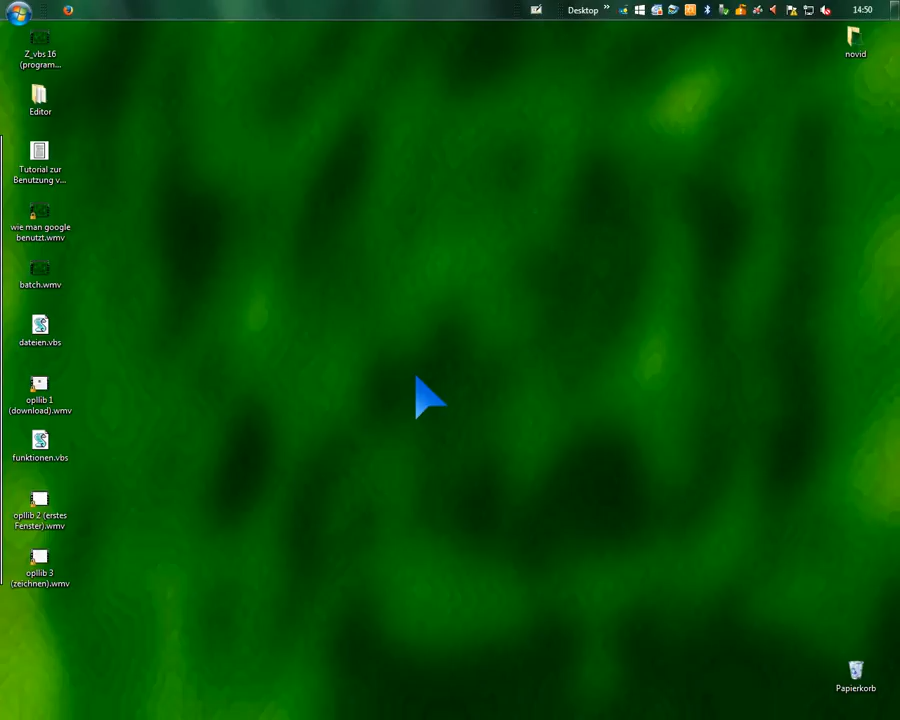 Desktop »
14:50
Z_vbs 16
(program...
Editor
Tutorial zur
Benutzung v...
wie man google
benutzt.wmv
batch.wmv
dateien.vbs
opllib 1
(download).wmv
funktionen.vbs
opllib 2 (erstes
Fenster).wmv
opllib 3
(zeichnen).wmv
novid
Papierkorb